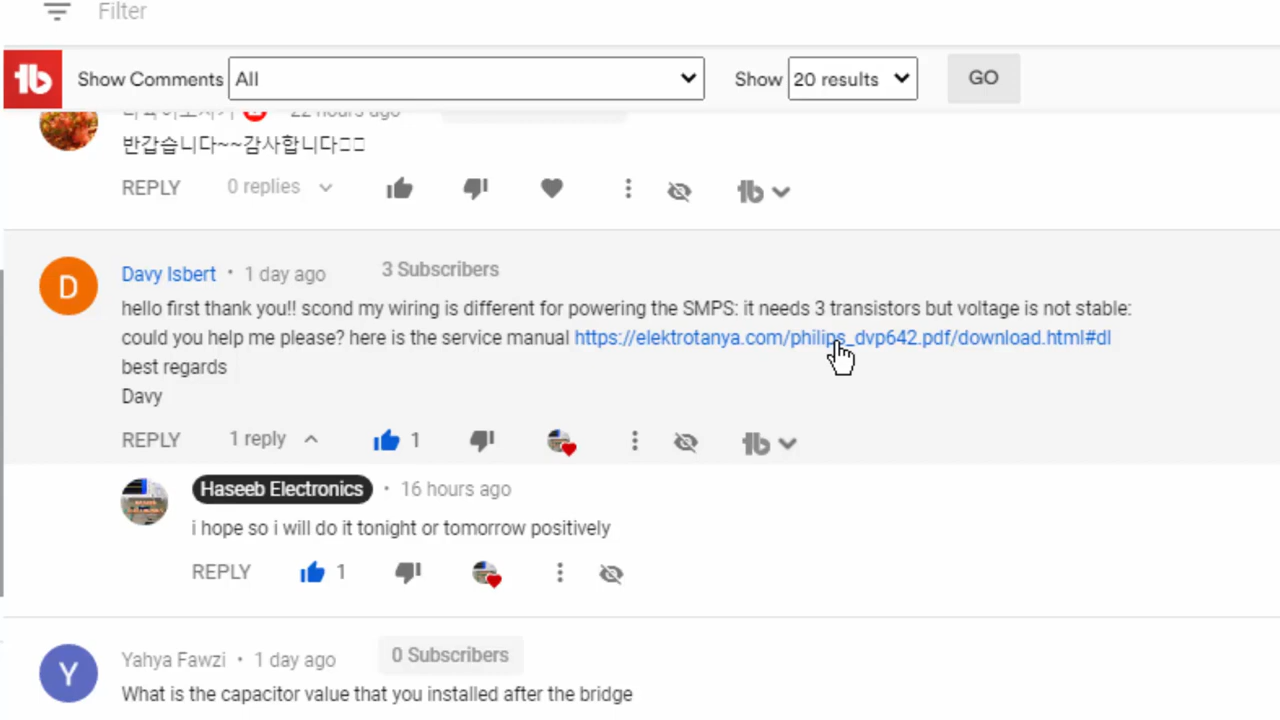 Filter
Show Comments All Show 20 results GO
22 hours ago
반갑습니다~~감사합니다
REPLY 0 replies
Davy Isbert • 1 day ago 3 Subscribers
hello first thank you!! scond my wiring is different for powering the SMPS: it needs 3 transistors but voltage is not stable:
could you help me please? here is the service manual https://elektrotanya.com/philips_dvp642.pdf/download.html#dl
best regards
Davy
REPLY 1 reply 1
Haseeb Electronics • 16 hours ago
i hope so i will do it tonight or tomorrow positively
REPLY 1
Yahya Fawzi • 1 day ago 0 Subscribers
What is the capacitor value that you installed after the bridge
D
Y